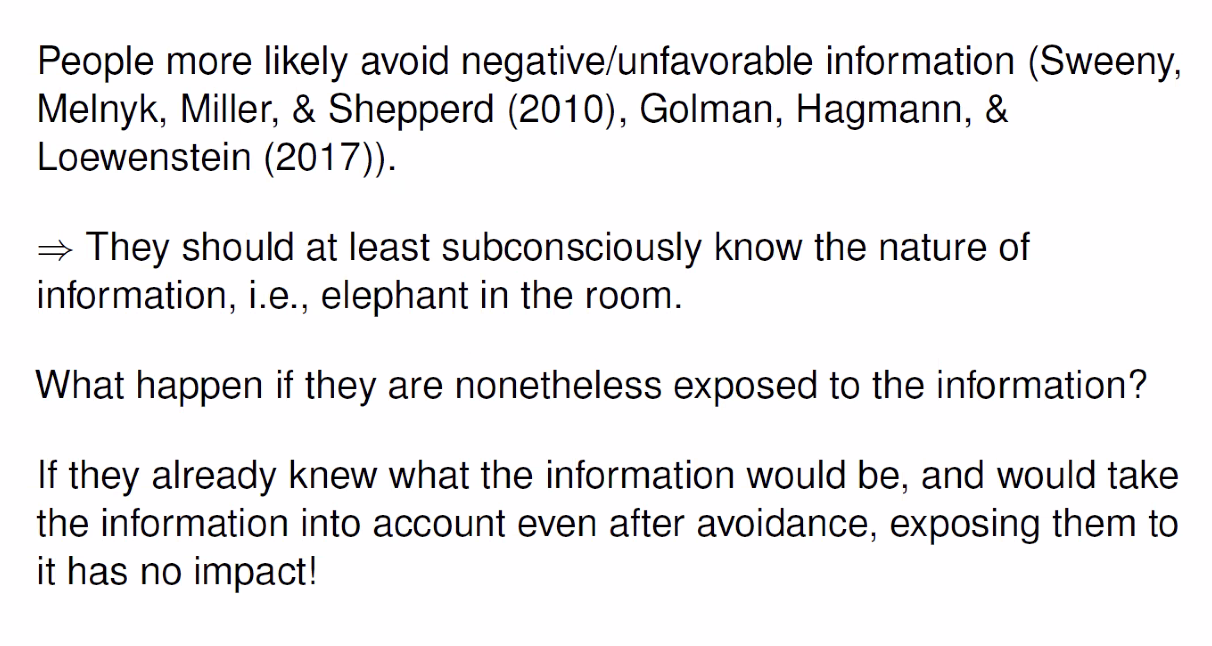 People more likely avoid negative/unfavorable information (Sweeny,
Melnyk, Miller, & Shepperd (2010), Golman, Hagmann, &
Loewenstein (2017)).
⇒ They should at least subconsciously know the nature of
information, i.e., elephant in the room.
What happen if they are nonetheless exposed to the information?
If they already knew what the information would be, and would take
the information into account even after avoidance, exposing them to
it has no impact!